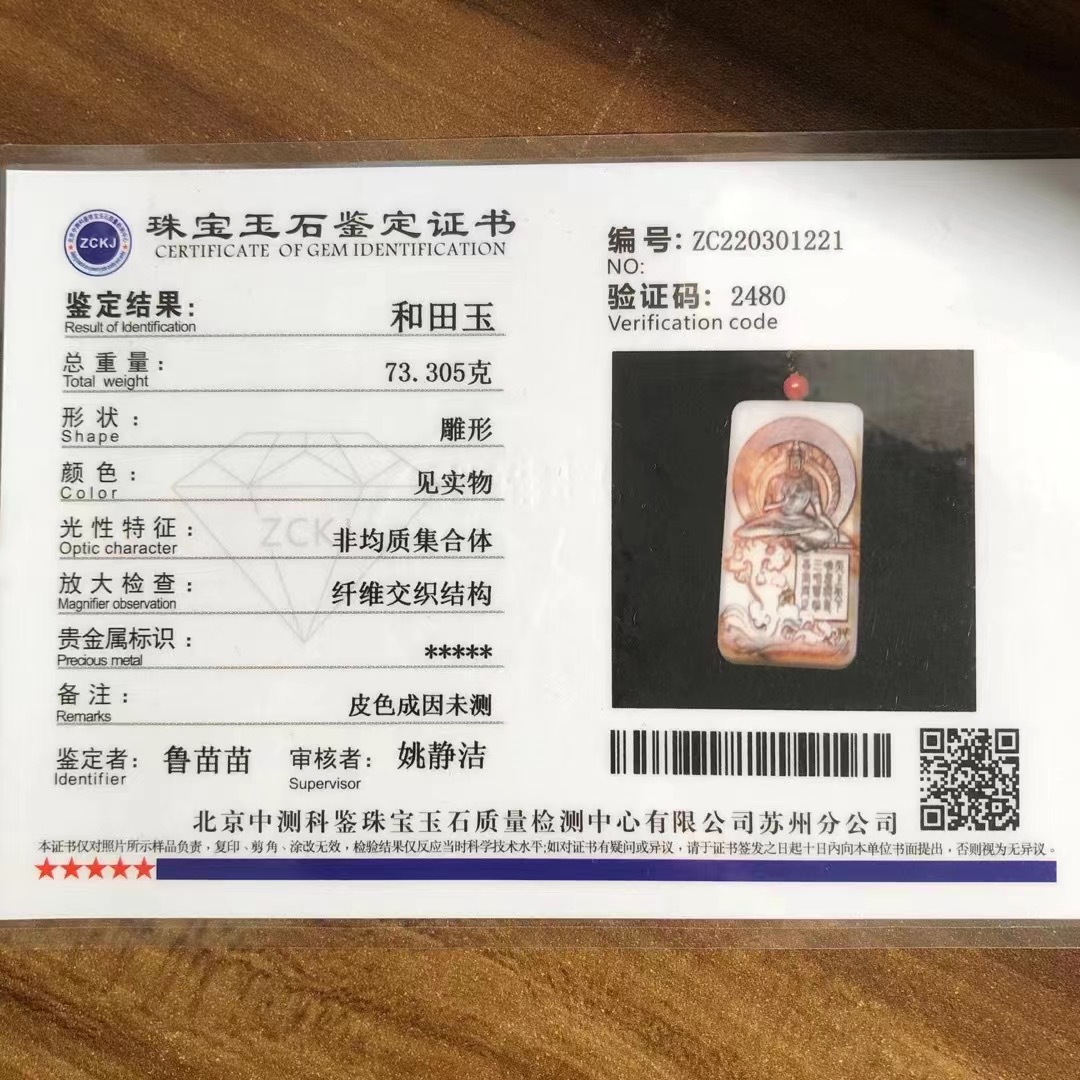 ZCKJ
珠宝玉石鉴定证书
CERTIFICATE OF GEM IDENTIFICATION
编号：ZC220301221
NO:
验证码：2480
Verification code
鉴定结果：和田玉
Result of Identification
总重量：73.305克
Total weight
形状：雕形
Shape
颜色：见实物
Color
光性特征：非均质集合体
Optic character
放大检查：纤维交织结构
Magnifier observation
贵金属标识：*****
Precious metal
备注：皮色成因未测
Remarks
鉴定者：鲁苗苗 审核者：姚静洁
Identifier Supervisor
ZCKJ
北京中测科鉴珠宝玉石质量检测中心有限公司苏州分公司
本证书仅对照片所示样品负责，复印、剪角、涂改无效，检验结果仅反应当时科学技术水平;如对证书有疑问或异议，请于证书签发之日起十日内向本单位书面提出，否则视为无异议。